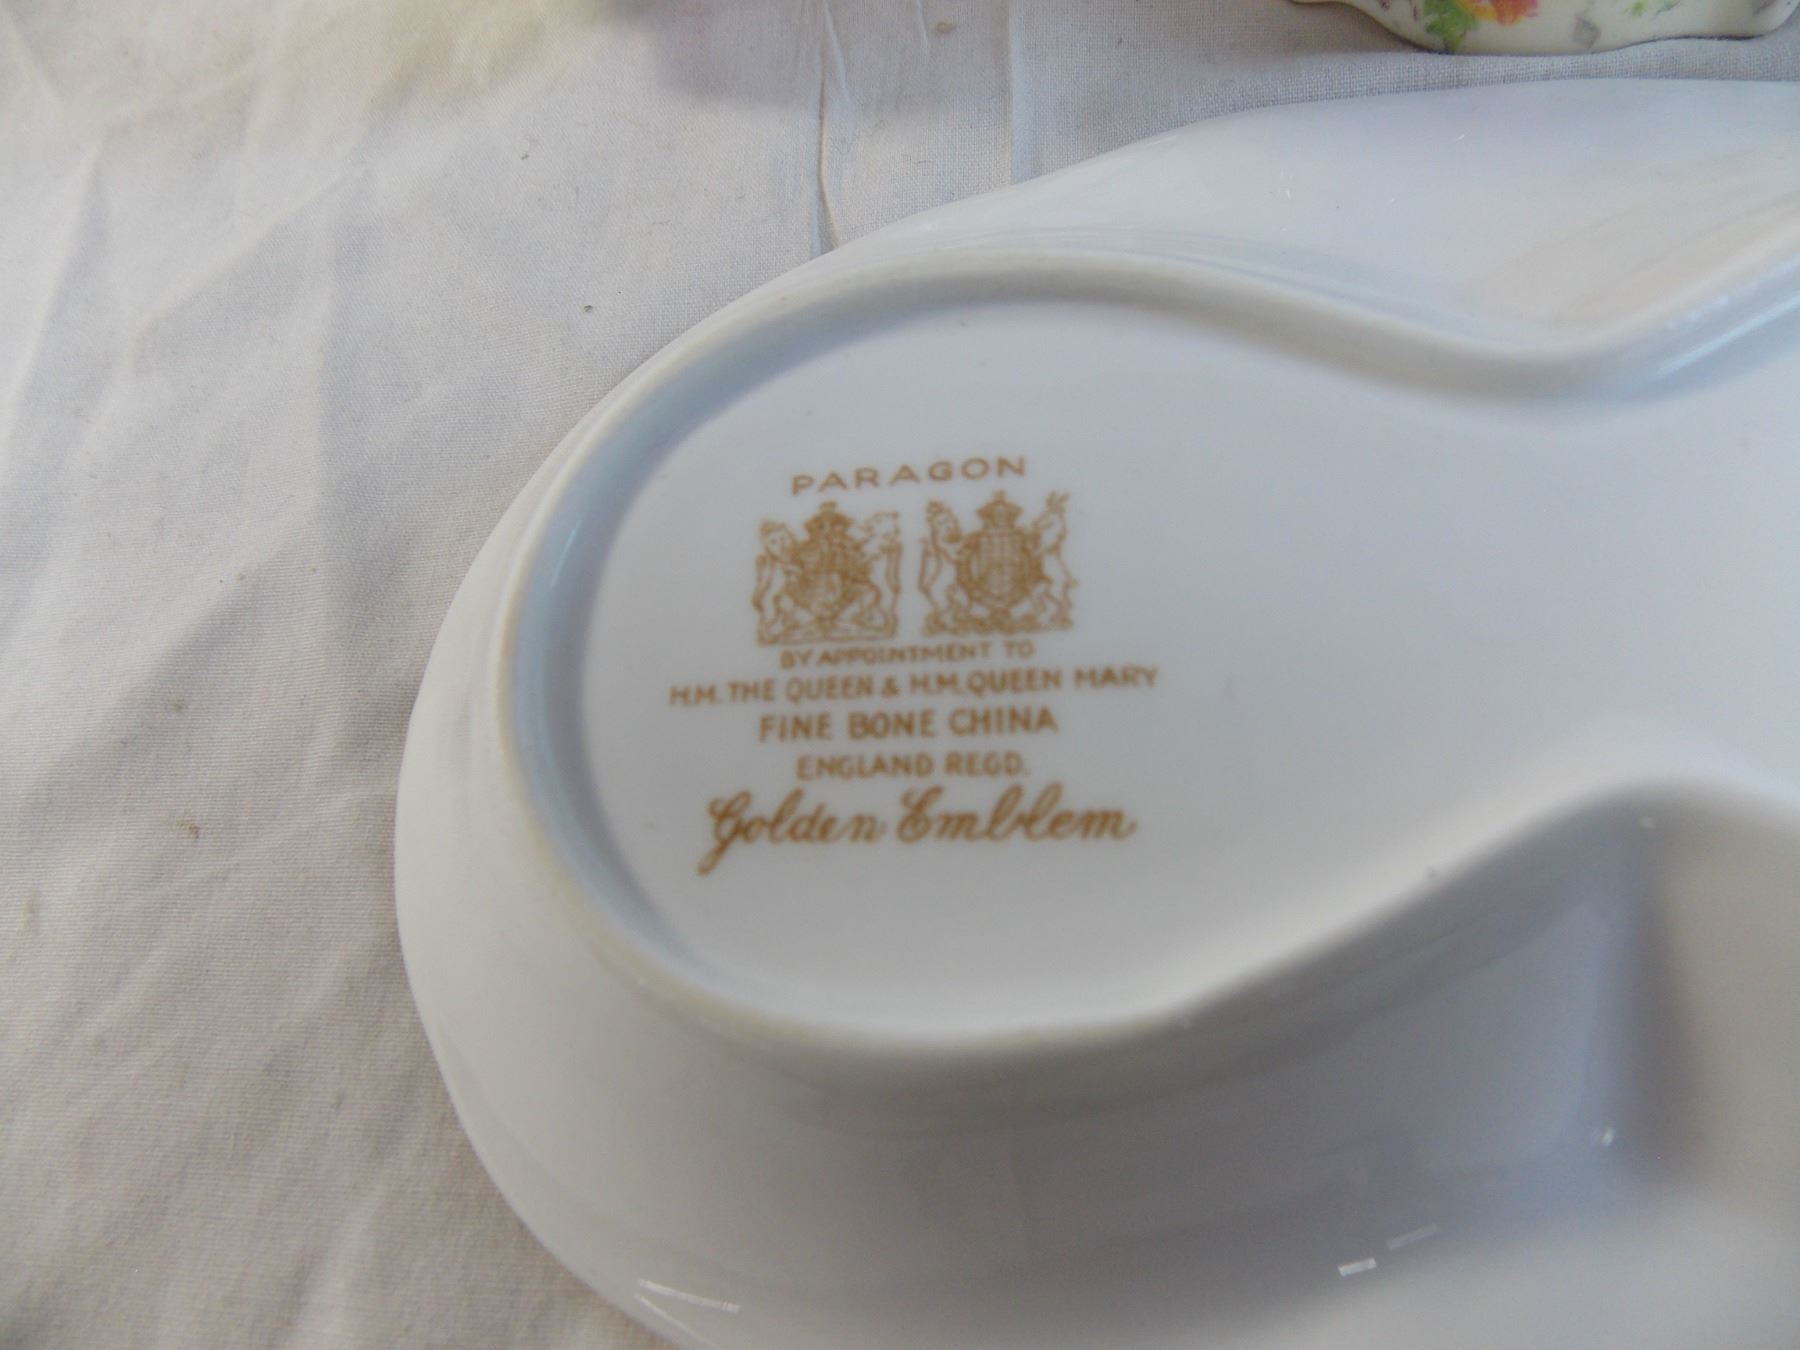 PARAGON
BY APPOINTMENT TO
H.M. THE QUEEN & H.M. QUEEN MARY
FINE BONE CHINA
ENGLAND REGD.
Golden Emblem